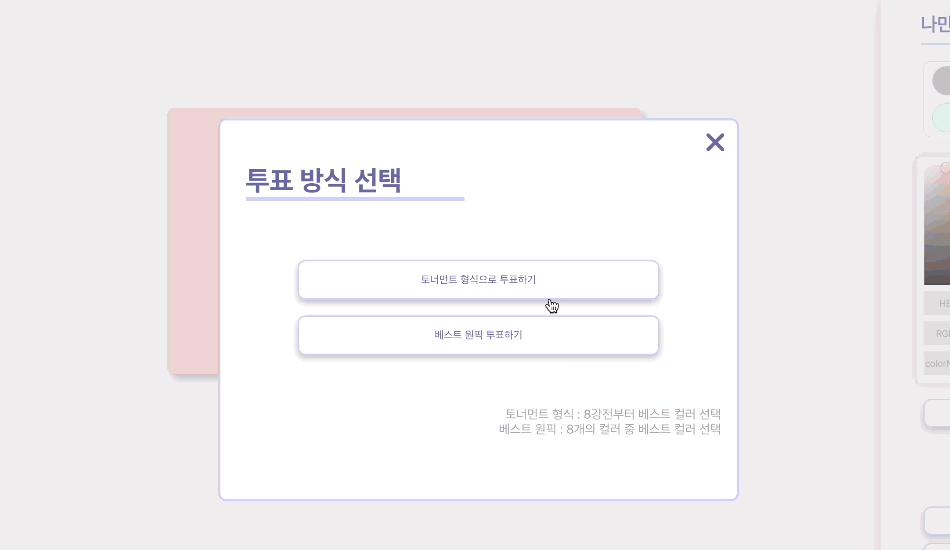 나만
투표 방식 선택
토너먼트 형식으로 투표하기
베스트 원픽 투표하기
토너먼트 형식 : 8강전부터 베스트 컬러 선택
베스트 원픽 : 8개의 컬러 중 베스트 컬러 선택